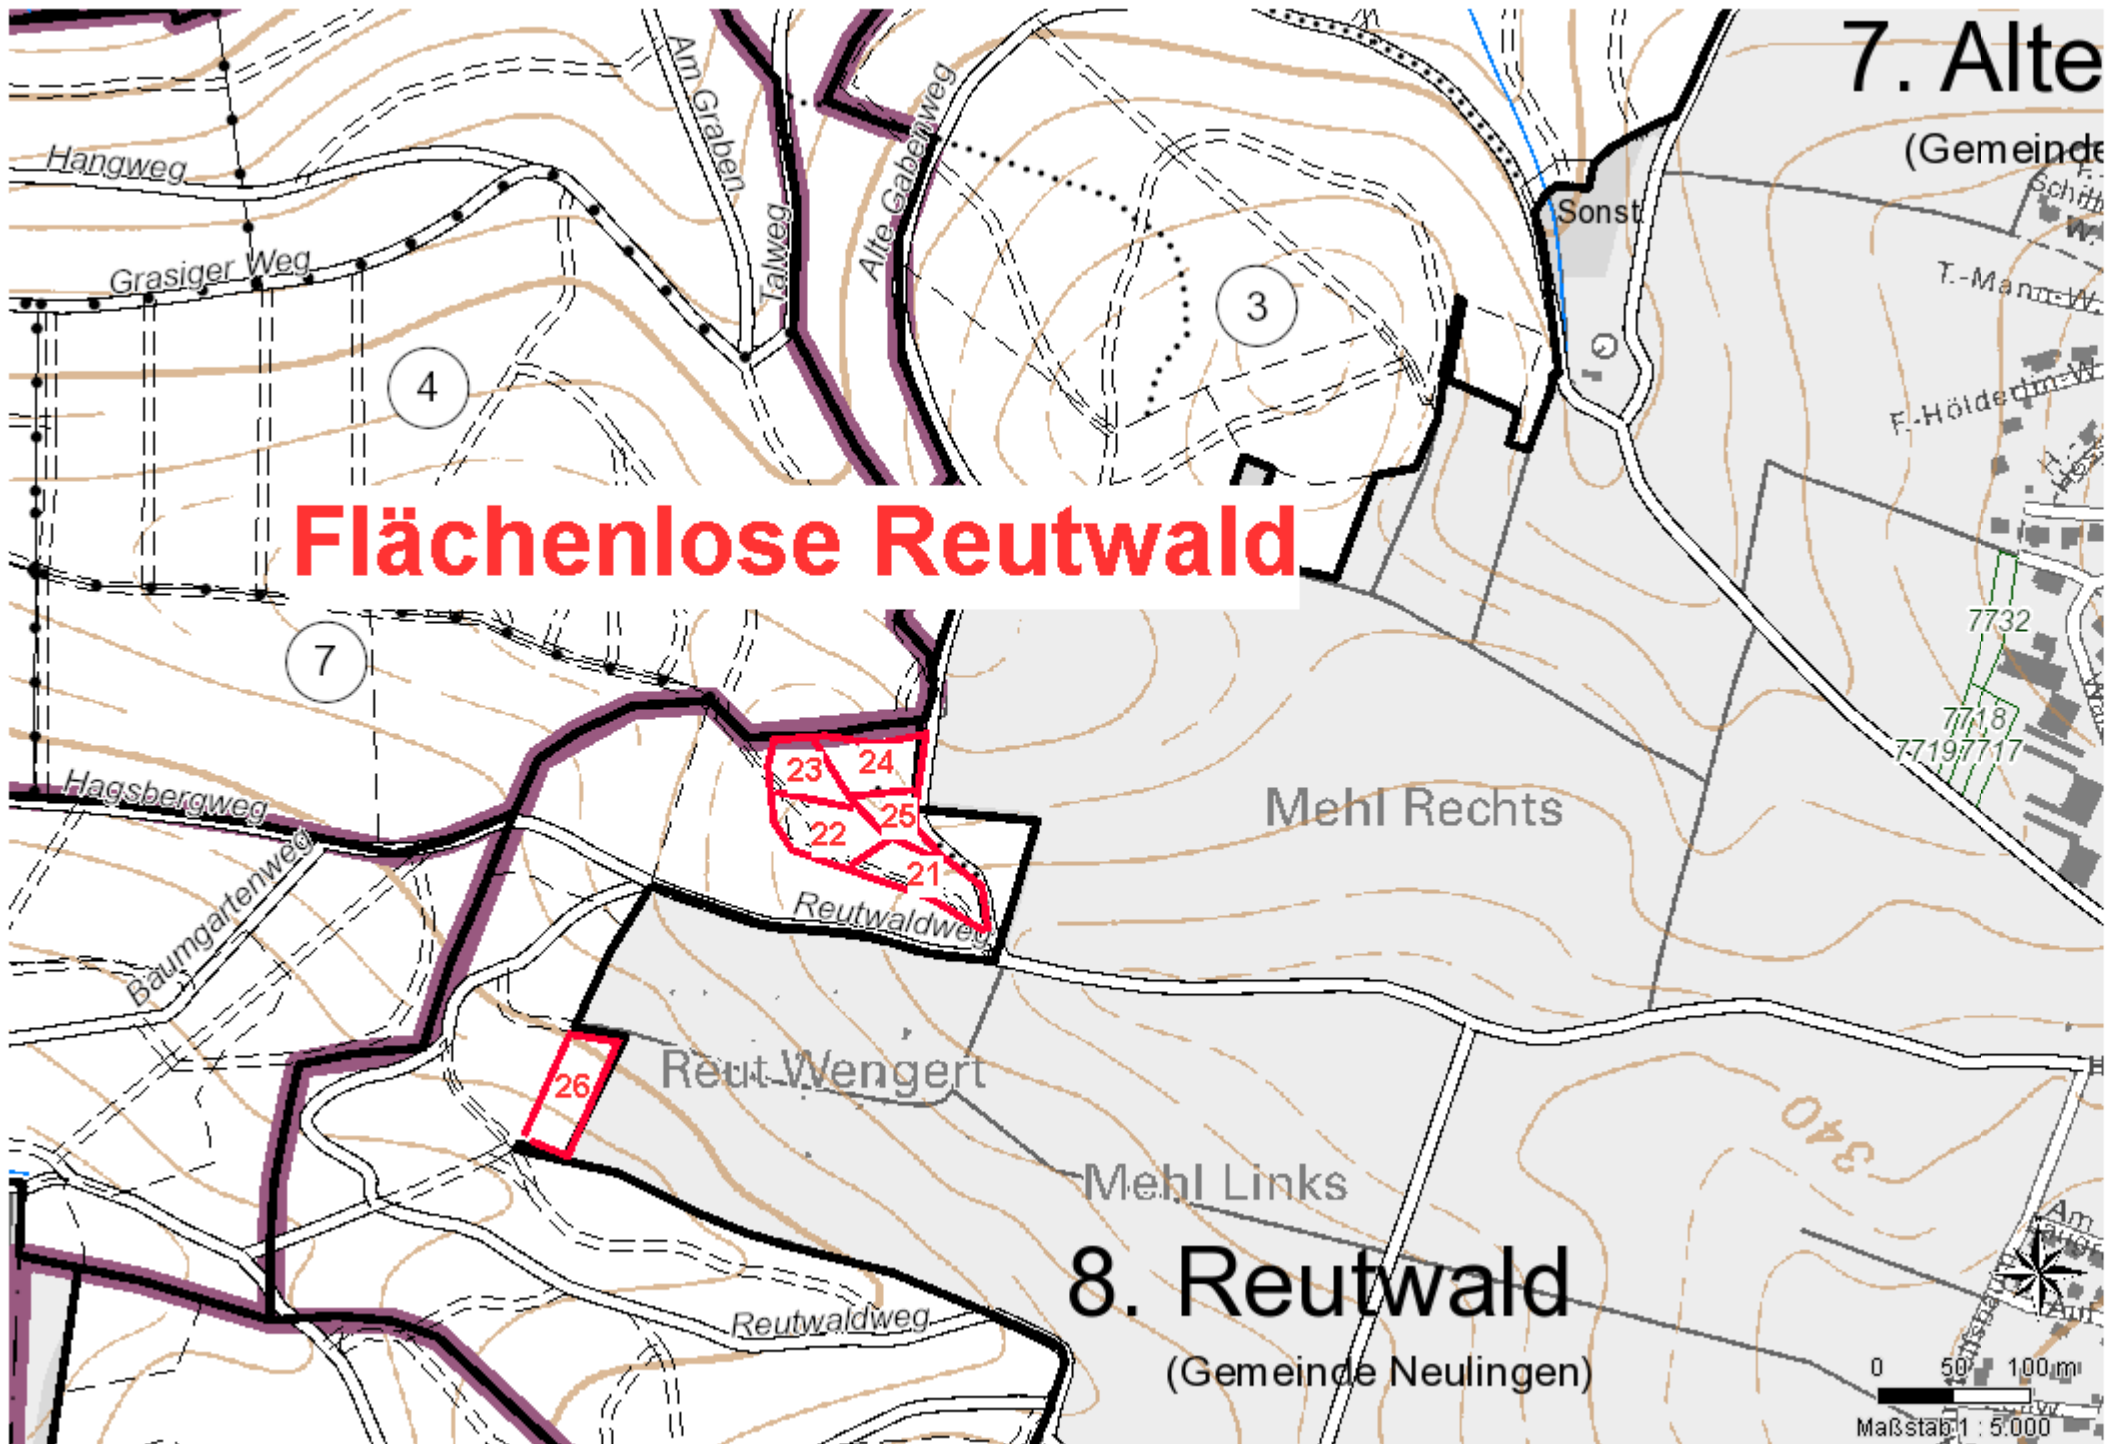 7. Alte
(Gemeinde
Am Graben
Hangweg
Alte Gabenweg
Talweg
Sonst
Schiff
W.
Grasiger Weg
T.-Mann-W.
3
4
F.-Hölderlin-W.
Flächenlose Reutwald
7732
7
7718
7719 7717
23
24
Hagsbergweg
25
Mehl Rechts
22
21
Baumgartenweg
Reutwaldweg
26
Reut Wengert
340
Mehl Links
Am
8. Reutwald
Reutwaldweg
(Gemeinde Neulingen)
0 50 100 m
Maßstab 1 : 5.000